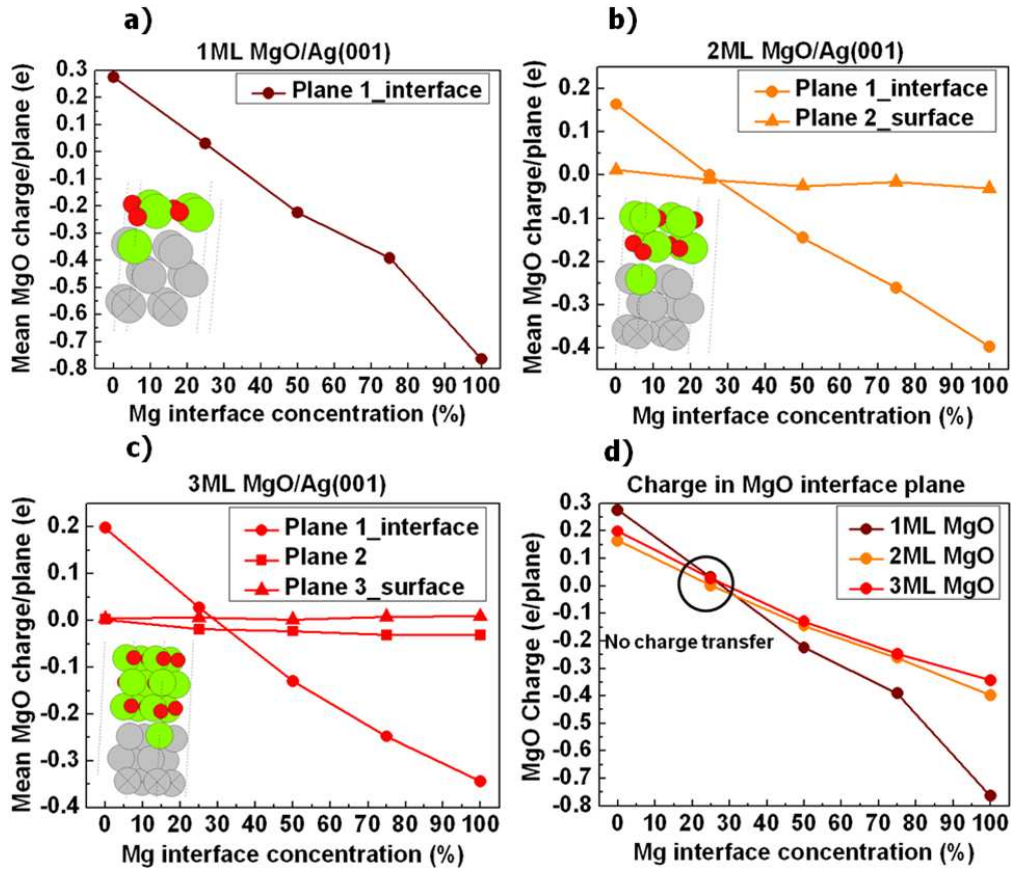 a)
1ML MgO/Ag(001)
Mean MgO charge/plane (e)
0.3
0.2
0.1
0.0
-0.1
-0.2
-0.3
-0.4
-0.5
-0.6
-0.7
-0.8
Plane 1_interface
0 10 20 30 40 50 60 70 80 90 100
Mg interface concentration (%)
b)
2ML MgO/Ag(001)
Mean MgO charge/plane (e)
0.2
0.1
0.0
-0.1
-0.2
-0.3
-0.4
Plane 1_interface
Plane 2_surface
0 10 20 30 40 50 60 70 80 90 100
Mg interface concentration (%)
c)
3ML MgO/Ag(001)
Mean MgO charge/plane (e)
0.2
0.1
0.0
-0.1
-0.2
-0.3
-0.4
Plane 1_interface
Plane 2
Plane 3_surface
0 10 20 30 40 50 60 70 80 90 100
Mg interface concentration (%)
d)
Charge in MgO interface plane
MgO Charge (e/plane)
0.3
0.2
0.1
0.0
-0.1
-0.2
-0.3
-0.4
-0.5
-0.6
-0.7
-0.8
1ML MgO
2ML MgO
3ML MgO
No charge transfer
0 10 20 30 40 50 60 70 80 90 100
Mg interface concentration (%)